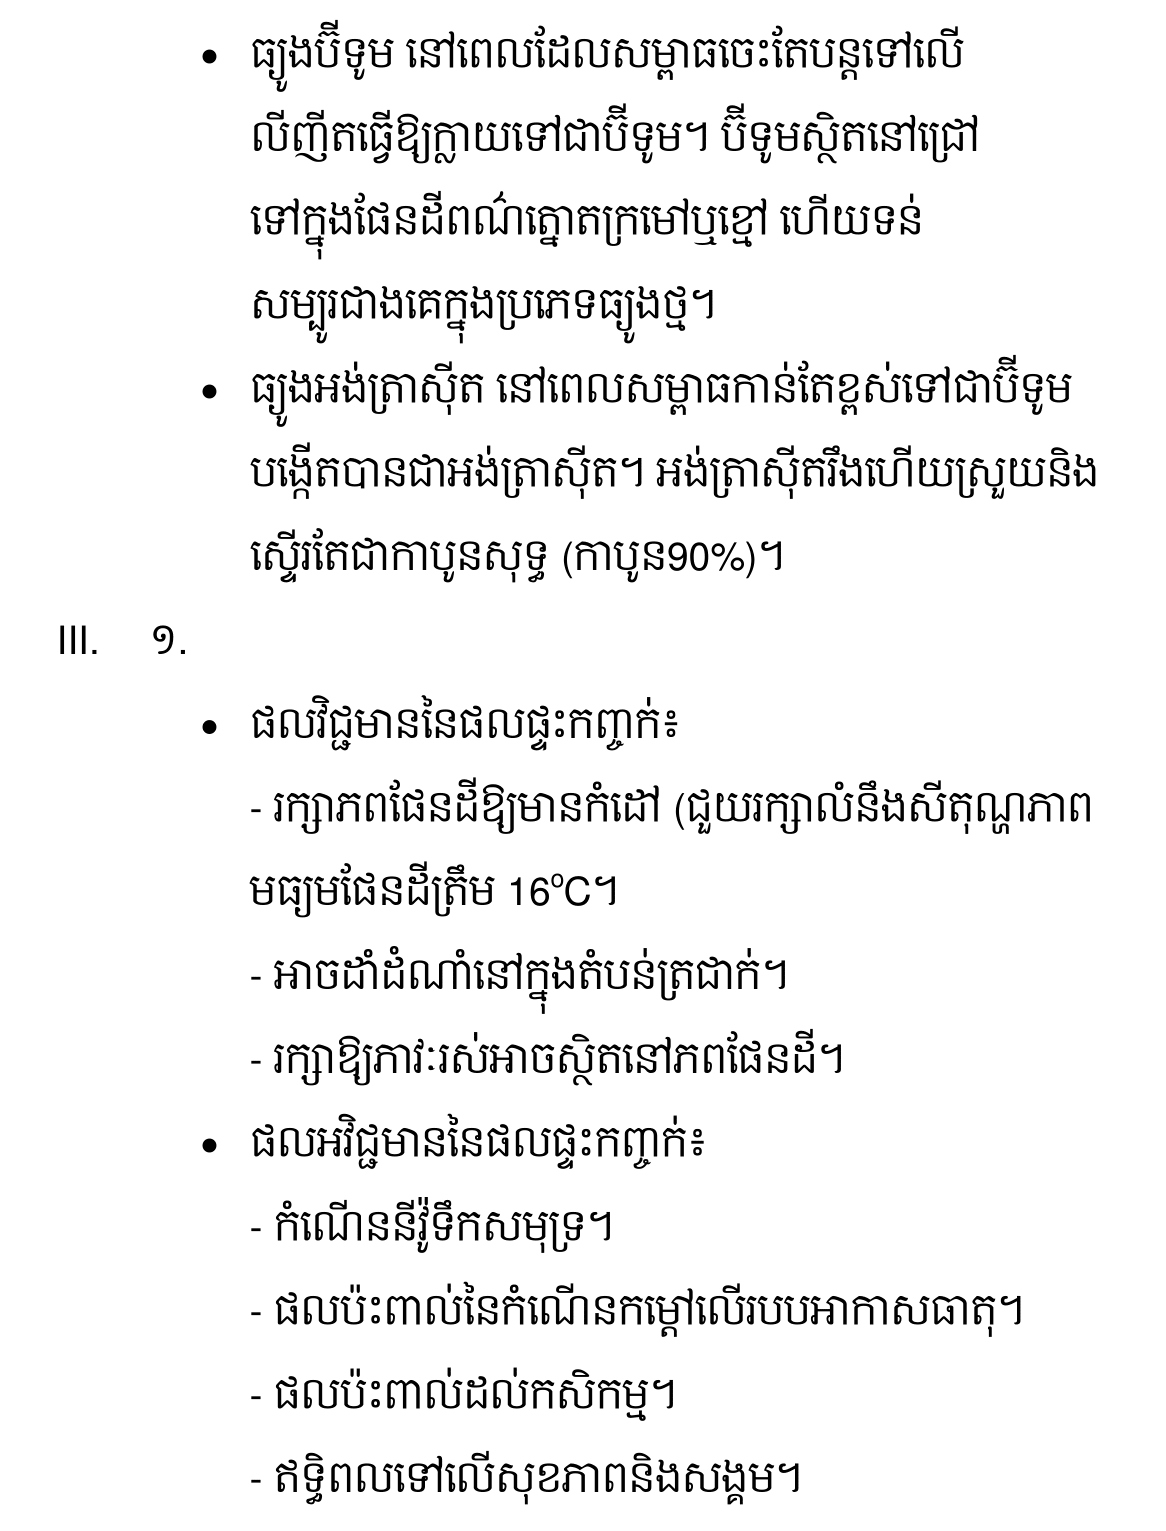 • ធ្យូងប៊ីទូម នៅពេលដែលសម្ពាធចេះតែបន្តទៅលើ
លីញីតធ្វើឱ្យក្លាយទៅជាប៊ីទូម។ ប៊ីទូមស្ថិតនៅជ្រៅ
ទៅក្នុងផែនដីពណ៌ត្នោតក្រមៅឬខ្មៅ ហើយទន់
សម្បូរជាងគេក្នុងប្រភេទធ្យូងថ្ម។
• ធ្យូងអង់ត្រាស៊ីត នៅពេលសម្ពាធកាន់តែខ្ពស់ទៅជាប៊ីទូម
បង្កើតបានជាអង់ត្រាស៊ីត។ អង់ត្រាស៊ីតរឹងហើយស្រួយនិង
ស្ទើរតែជាកាបូនសុទ្ធ (កាបូន90%)។
III. ១.
• ផលវិជ្ជមាននៃផលផ្ទះកញ្ចក់៖
- រក្សាភពផែនដីឱ្យមានកំដៅ (ជួយរក្សាលំនឹងសីតុណ្ហភាព
មធ្យមផែនដីត្រឹម 16⁰C។
- អាចដាំដំណាំនៅក្នុងតំបន់ត្រជាក់។
- រក្សាឱ្យភាវៈរស់អាចស្ថិតនៅភពផែនដី។
• ផលអវិជ្ជមាននៃផលផ្ទះកញ្ចក់៖
- កំណើននីវ៉ូទឹកសមុទ្រ។
- ផលប៉ះពាល់នៃកំណើនកម្ដៅលើរបបអាកាសធាតុ។
- ផលប៉ះពាល់ដល់កសិកម្ម។
- ឥទ្ធិពលទៅលើសុខភាពនិងសង្គម។